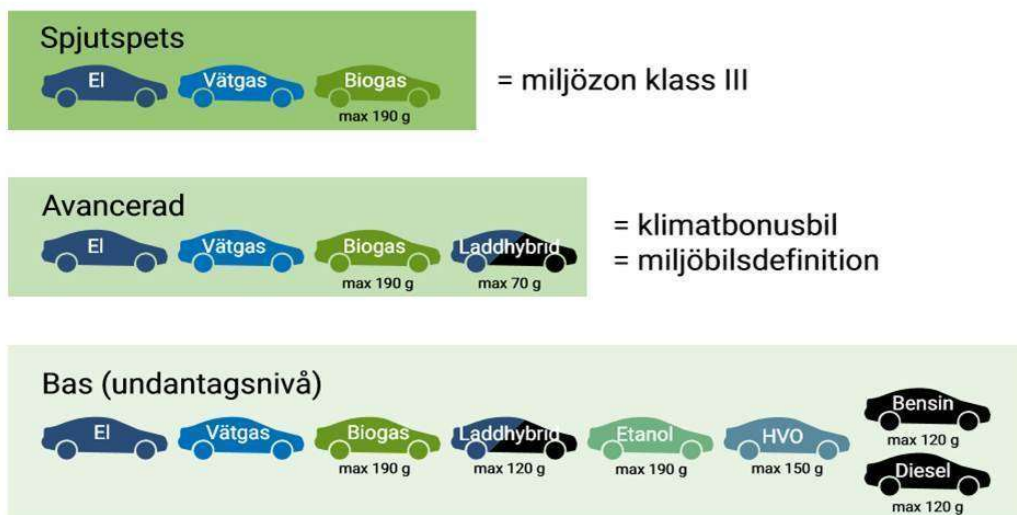 Spjutspets
El Vätgas Biogas
max 190 g
= miljözon klass III
Avancerad
El Vätgas Biogas Laddhybrid
max 190 g max 70 g
= klimatbonusbil
= miljöbilsdefinition
Bas (undantagsnivå)
El Vätgas Biogas Laddhybrid Etanol HVO
max 190 g max 120 g max 190 g max 150 g
Bensin
max 120 g
Diesel
max 120 g